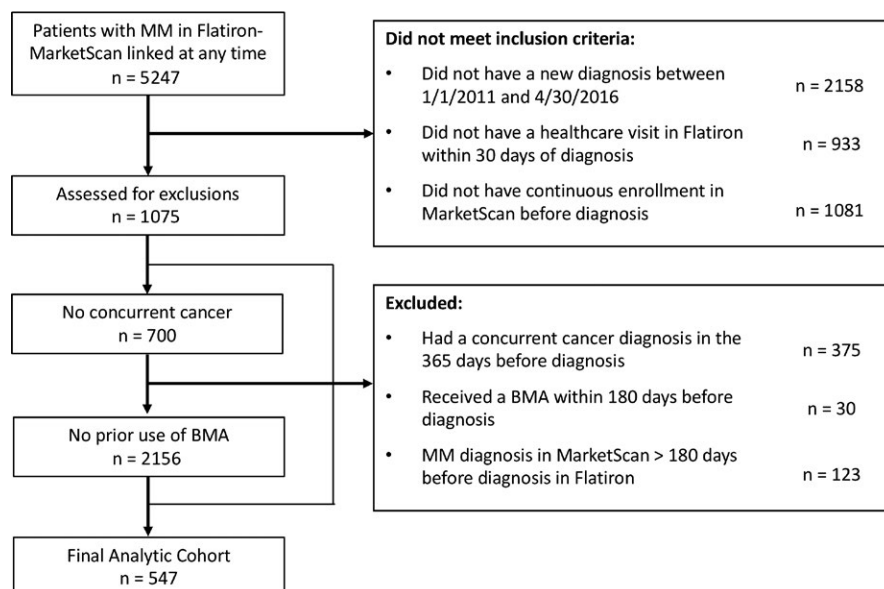 Patients with MM in Flatiron-
MarketScan linked at any time
n = 5247
Did not meet inclusion criteria:
• Did not have a new diagnosis between
1/1/2011 and 4/30/2016
n = 2158
• Did not have a healthcare visit in Flatiron
within 30 days of diagnosis
n = 933
• Did not have continuous enrollment in
MarketScan before diagnosis
n = 1081
Assessed for exclusions
n = 1075
No concurrent cancer
n = 700
Excluded:
• Had a concurrent cancer diagnosis in the
365 days before diagnosis
n = 375
• Received a BMA within 180 days before
diagnosis
n = 30
• MM diagnosis in MarketScan > 180 days
before diagnosis in Flatiron
n = 123
No prior use of BMA
n = 2156
Final Analytic Cohort
n = 547